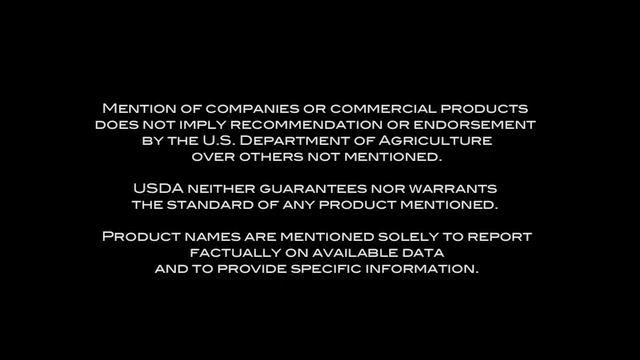 Mention of companies or commercial products
does not imply recommendation or endorsement
by the U.S. Department of Agriculture
over others not mentioned.
USDA neither guarantees nor warrants
the standard of any product mentioned.
Product names are mentioned solely to report
factually on available data
and to provide specific information.